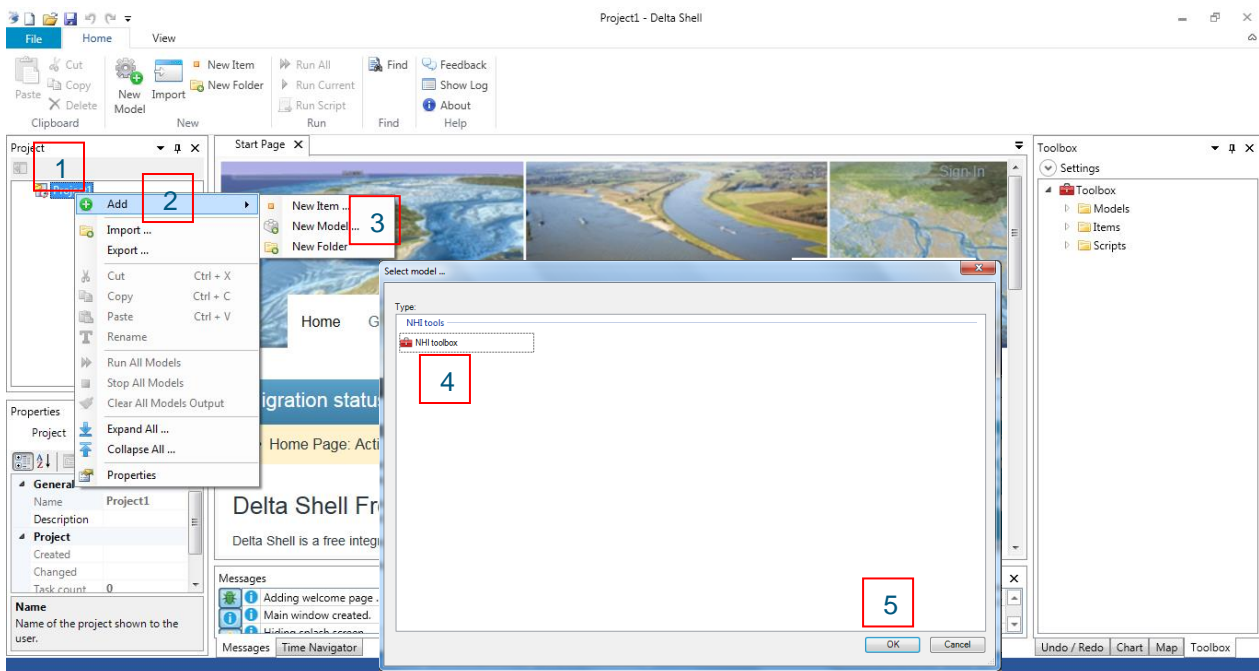 Project1 - Delta Shell
File Home View
Cut
Copy
Delete
Paste
Clipboard
New Model
Import
New Item
New Folder
New
Run All
Run Current
Run Script
Run
Find
Find
Feedback
Show Log
About
Help
Project
1
Project1
2
Add
Import ...
Export ...
Cut Ctrl + X
Copy Ctrl + C
Paste Ctrl + V
Rename
Run All Models
Stop All Models
Clear All Models Output
Expand All ...
Collapse All ...
Properties
New Item ...
New Model ...
New Folder
3
Start Page
Sign In
Home G
igration statu
Home Page: Acti
Delta Shell Fr
Delta Shell is a free integ
Select model ...
Type:
NHI tools
NHI toolbox
4
5
OK Cancel
Properties
Project
General
Name Project1
Description
Project
Created
Changed
Task count 0
Name
Name of the project shown to the
user.
Messages
Adding welcome page .
Main window created.
Hiding splash screen
Messages Time Navigator
Toolbox
Settings
Toolbox
Models
Items
Scripts
Undo / Redo Chart Map Toolbox